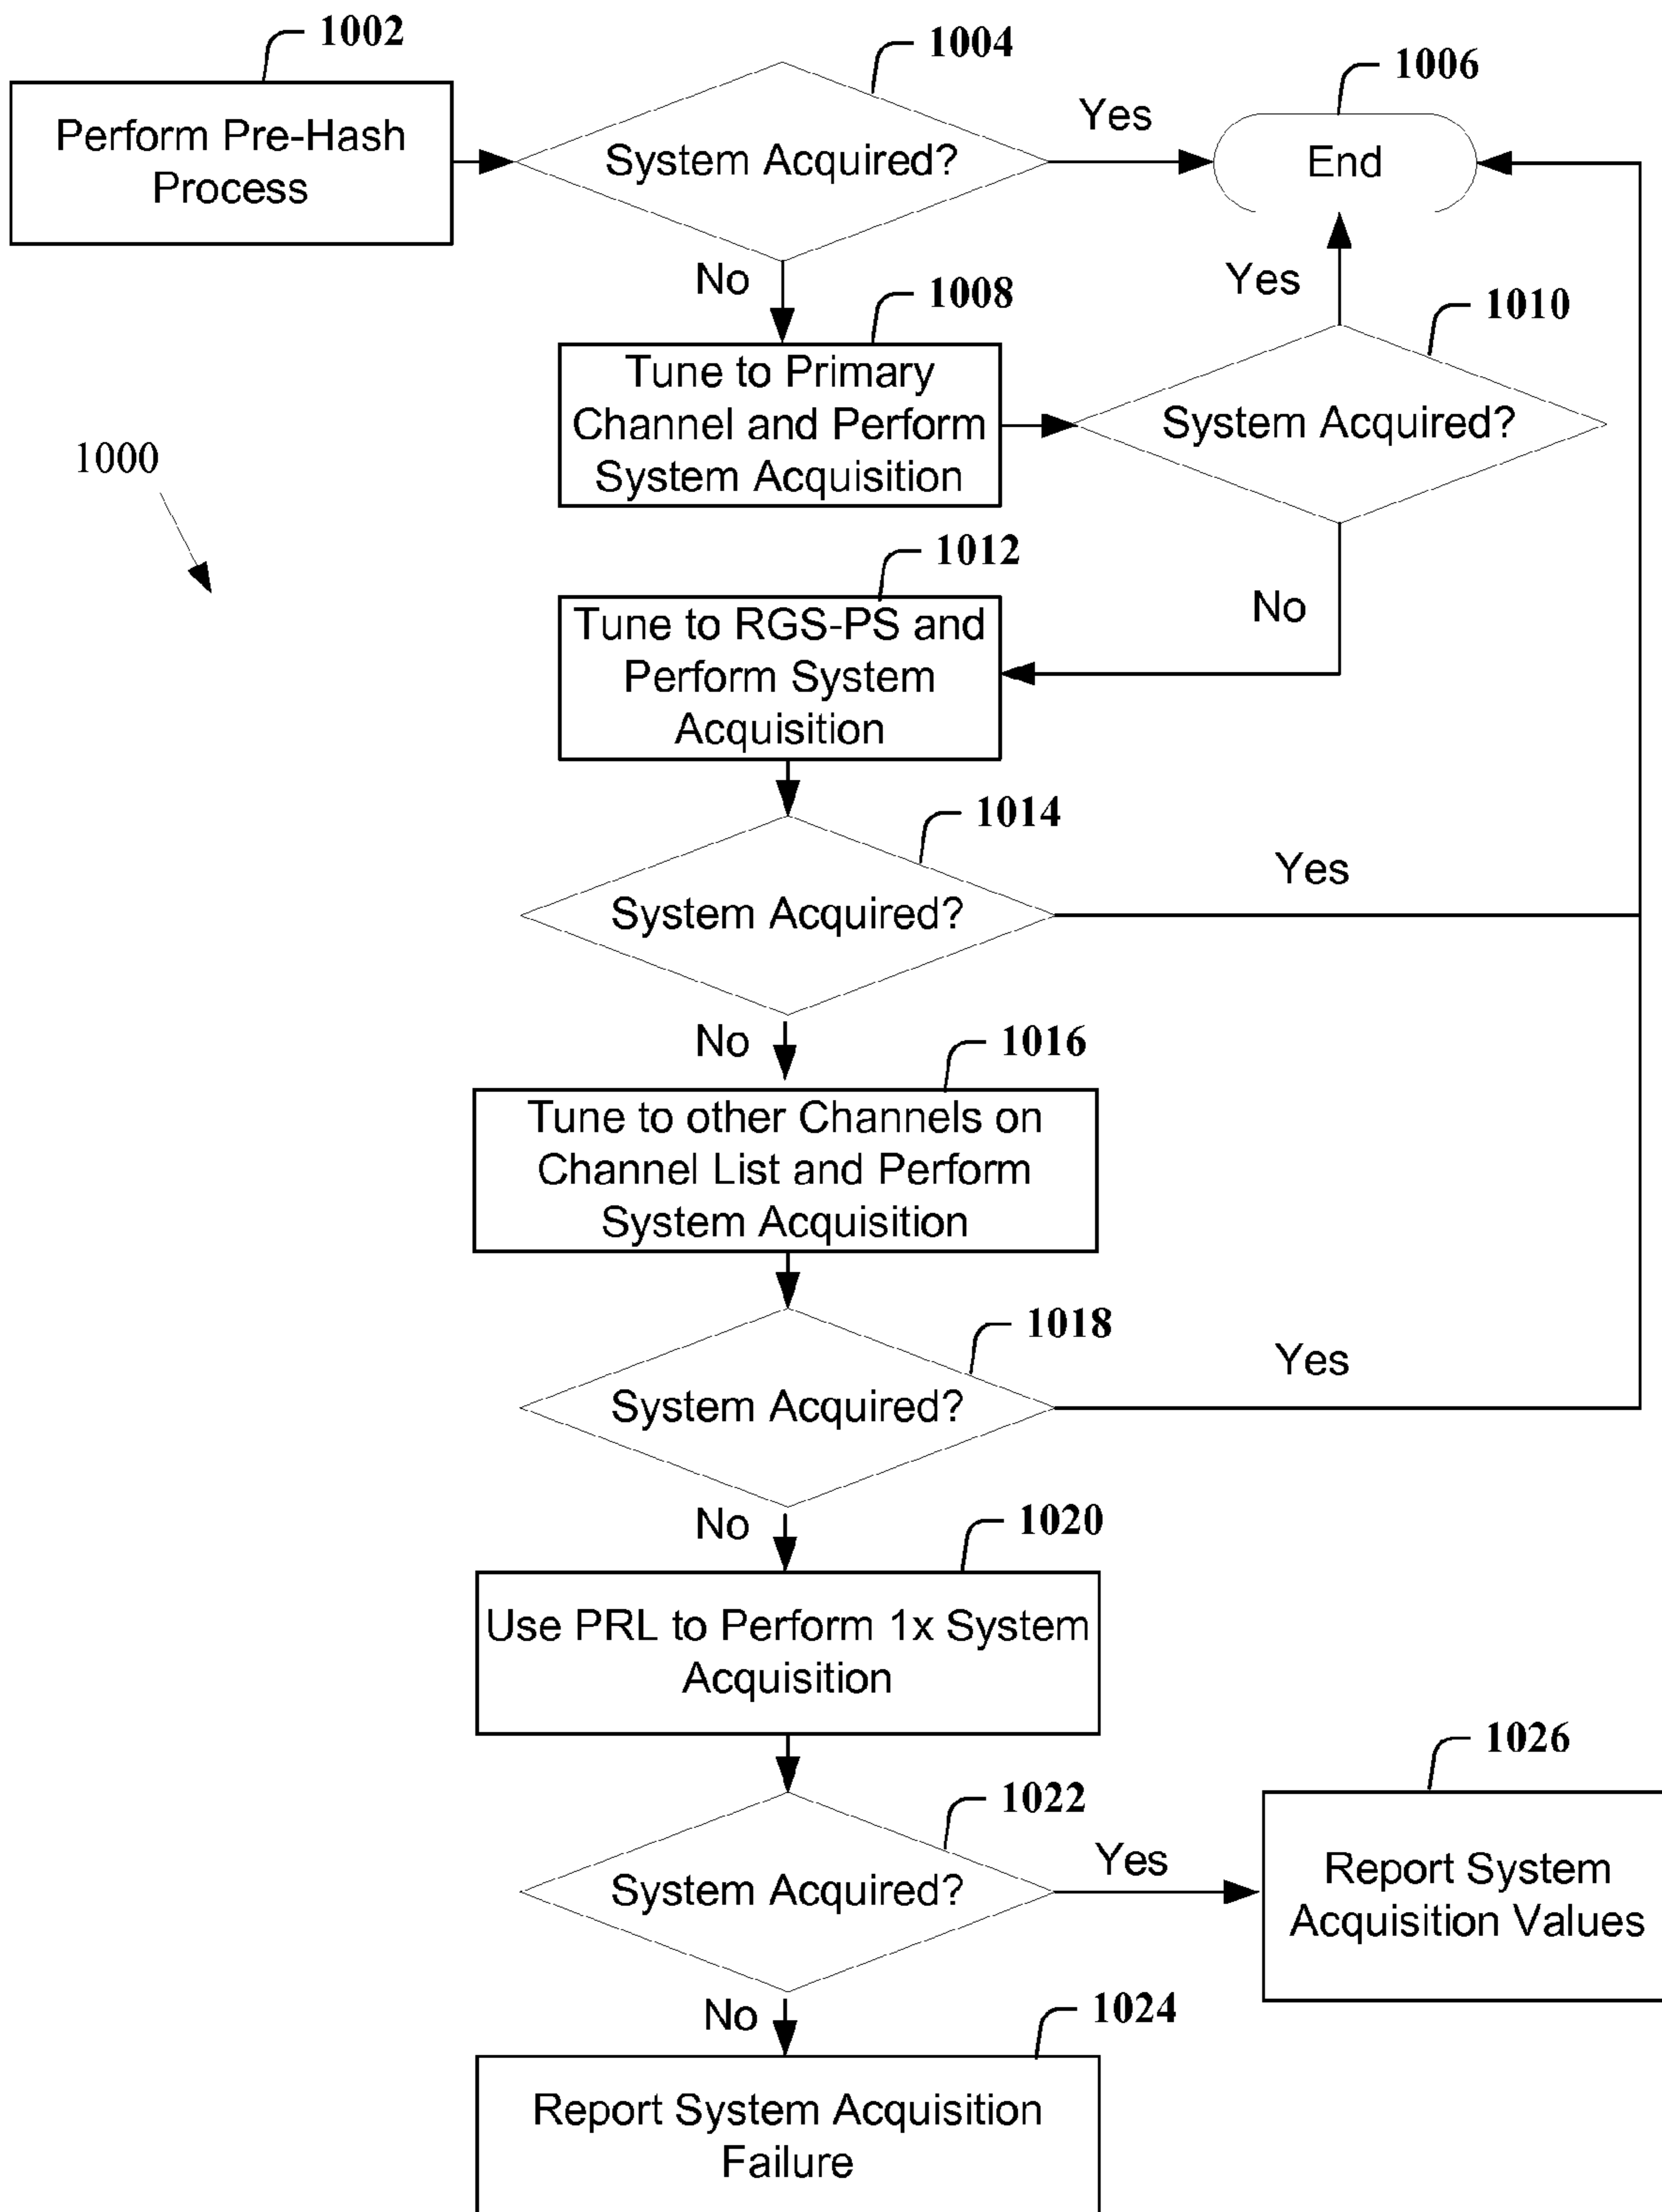 1002
1004
1006
Perform Pre-Hash
Process
System Acquired?
Yes
End
No
1008
Yes
1010
Tune to Primary
Channel and Perform
System Acquisition
System Acquired?
1000
1012
No
Tune to RGS-PS and
Perform System
Acquisition
1014
System Acquired?
Yes
No
1016
Tune to other Channels on
Channel List and Perform
System Acquisition
1018
System Acquired?
Yes
No
1020
Use PRL to Perform 1x System
Acquisition
1022
System Acquired?
Yes
1026
Report System
Acquisition Values
No
1024
Report System Acquisition
Failure